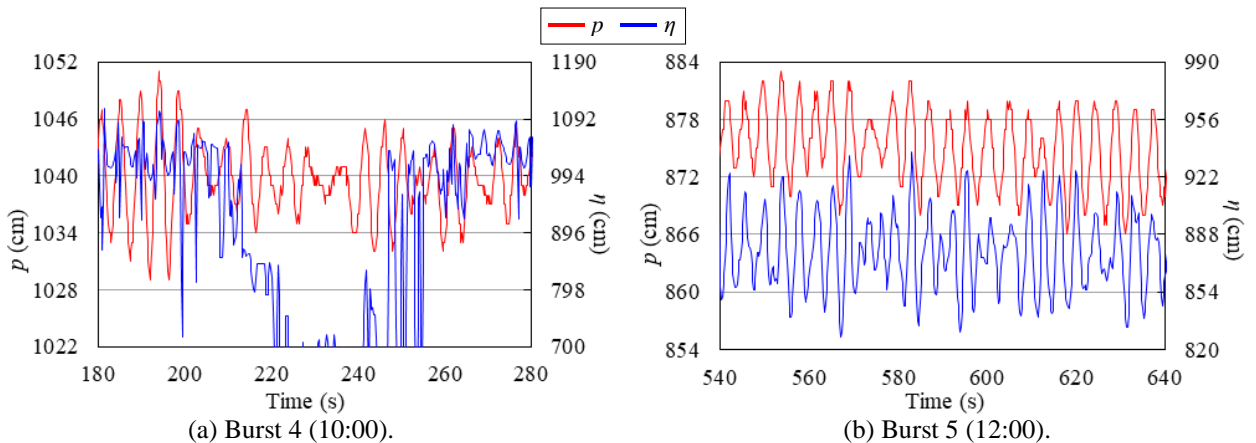 p η
1052
1046
1040
1034
1028
1022
p (cm)
1190
1092
994
896
798
700
η (cm)
180 200 220 240 260 280
Time (s)
(a) Burst 4 (10:00).
884
878
872
866
860
854
p (cm)
990
956
922
888
854
820
η (cm)
540 560 580 600 620 640
Time (s)
(b) Burst 5 (12:00).